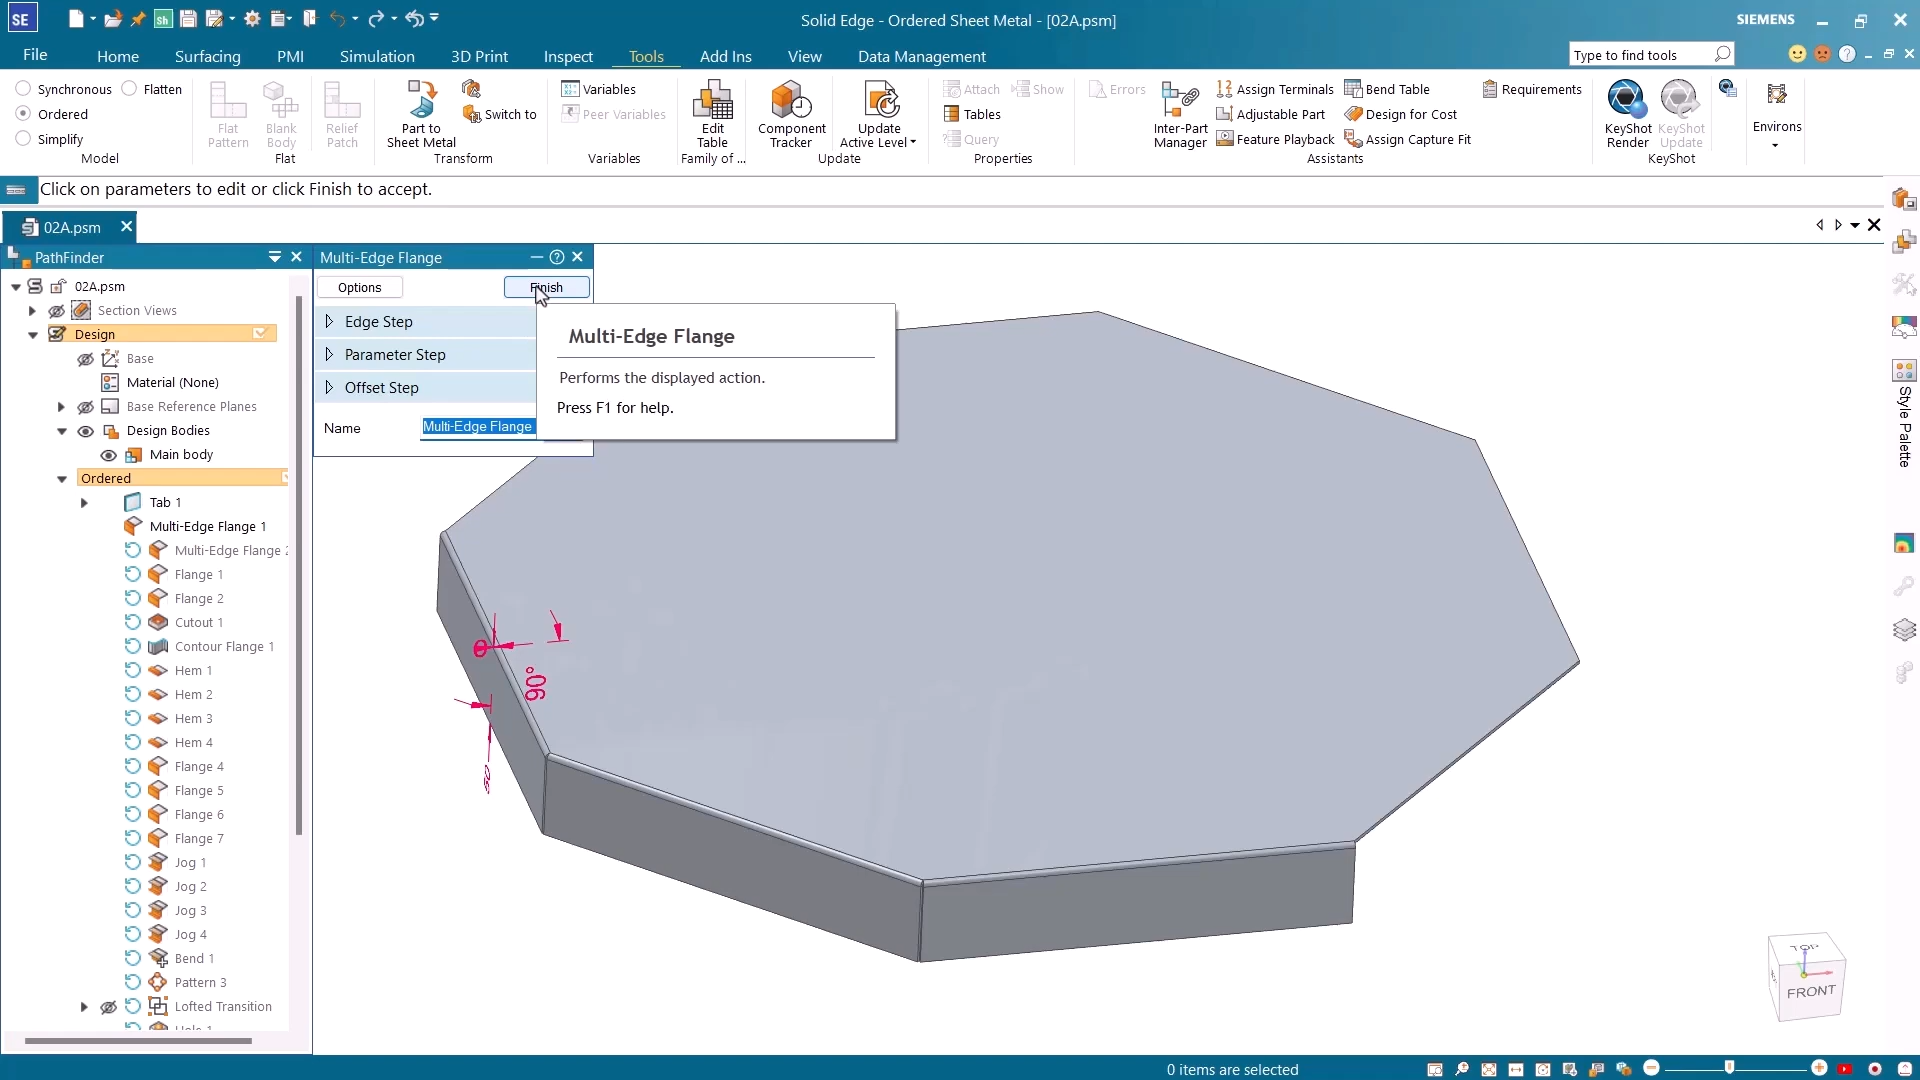 SE
Sh
Solid Edge - Ordered Sheet Metal - [02A.psm]
SIEMENS
File
Home
Surfacing
PMI
Simulation
3D Print
Inspect
Tools
Add Ins
View
Data Management
Type to find tools
Synchronous
Flatten
Ordered
Simplify
Model
Flat Pattern
Blank Body
Relief Patch
Flat
Part to Sheet Metal
Switch to
Transform
Variables
Peer Variables
Variables
Edit Table
Family of ...
Component Tracker
Update Active Level
Update
Attach
Show
Tables
Query
Properties
Errors
Inter-Part Manager
Assign Terminals
Adjustable Part
Feature Playback
Bend Table
Design for Cost
Assign Capture Fit
Requirements
Assistants
KeyShot Render
KeyShot Update
KeyShot
Environs
Click on parameters to edit or click Finish to accept.
02A.psm
PathFinder
02A.psm
Section Views
Design
Base
Material (None)
Base Reference Planes
Design Bodies
Main body
Ordered
Tab 1
Multi-Edge Flange 1
Multi-Edge Flange 2
Flange 1
Flange 2
Cutout 1
Contour Flange 1
Hem 1
Hem 2
Hem 3
Hem 4
Flange 4
Flange 5
Flange 6
Flange 7
Jog 1
Jog 2
Jog 3
Jog 4
Bend 1
Pattern 3
Lofted Transition
Hole 1
Multi-Edge Flange
Options
Finish
Edge Step
Parameter Step
Offset Step
Name
Multi-Edge Flange
Multi-Edge Flange
Performs the displayed action.
Press F1 for help.
90°
Style Palette
TOP
FRONT
0 items are selected